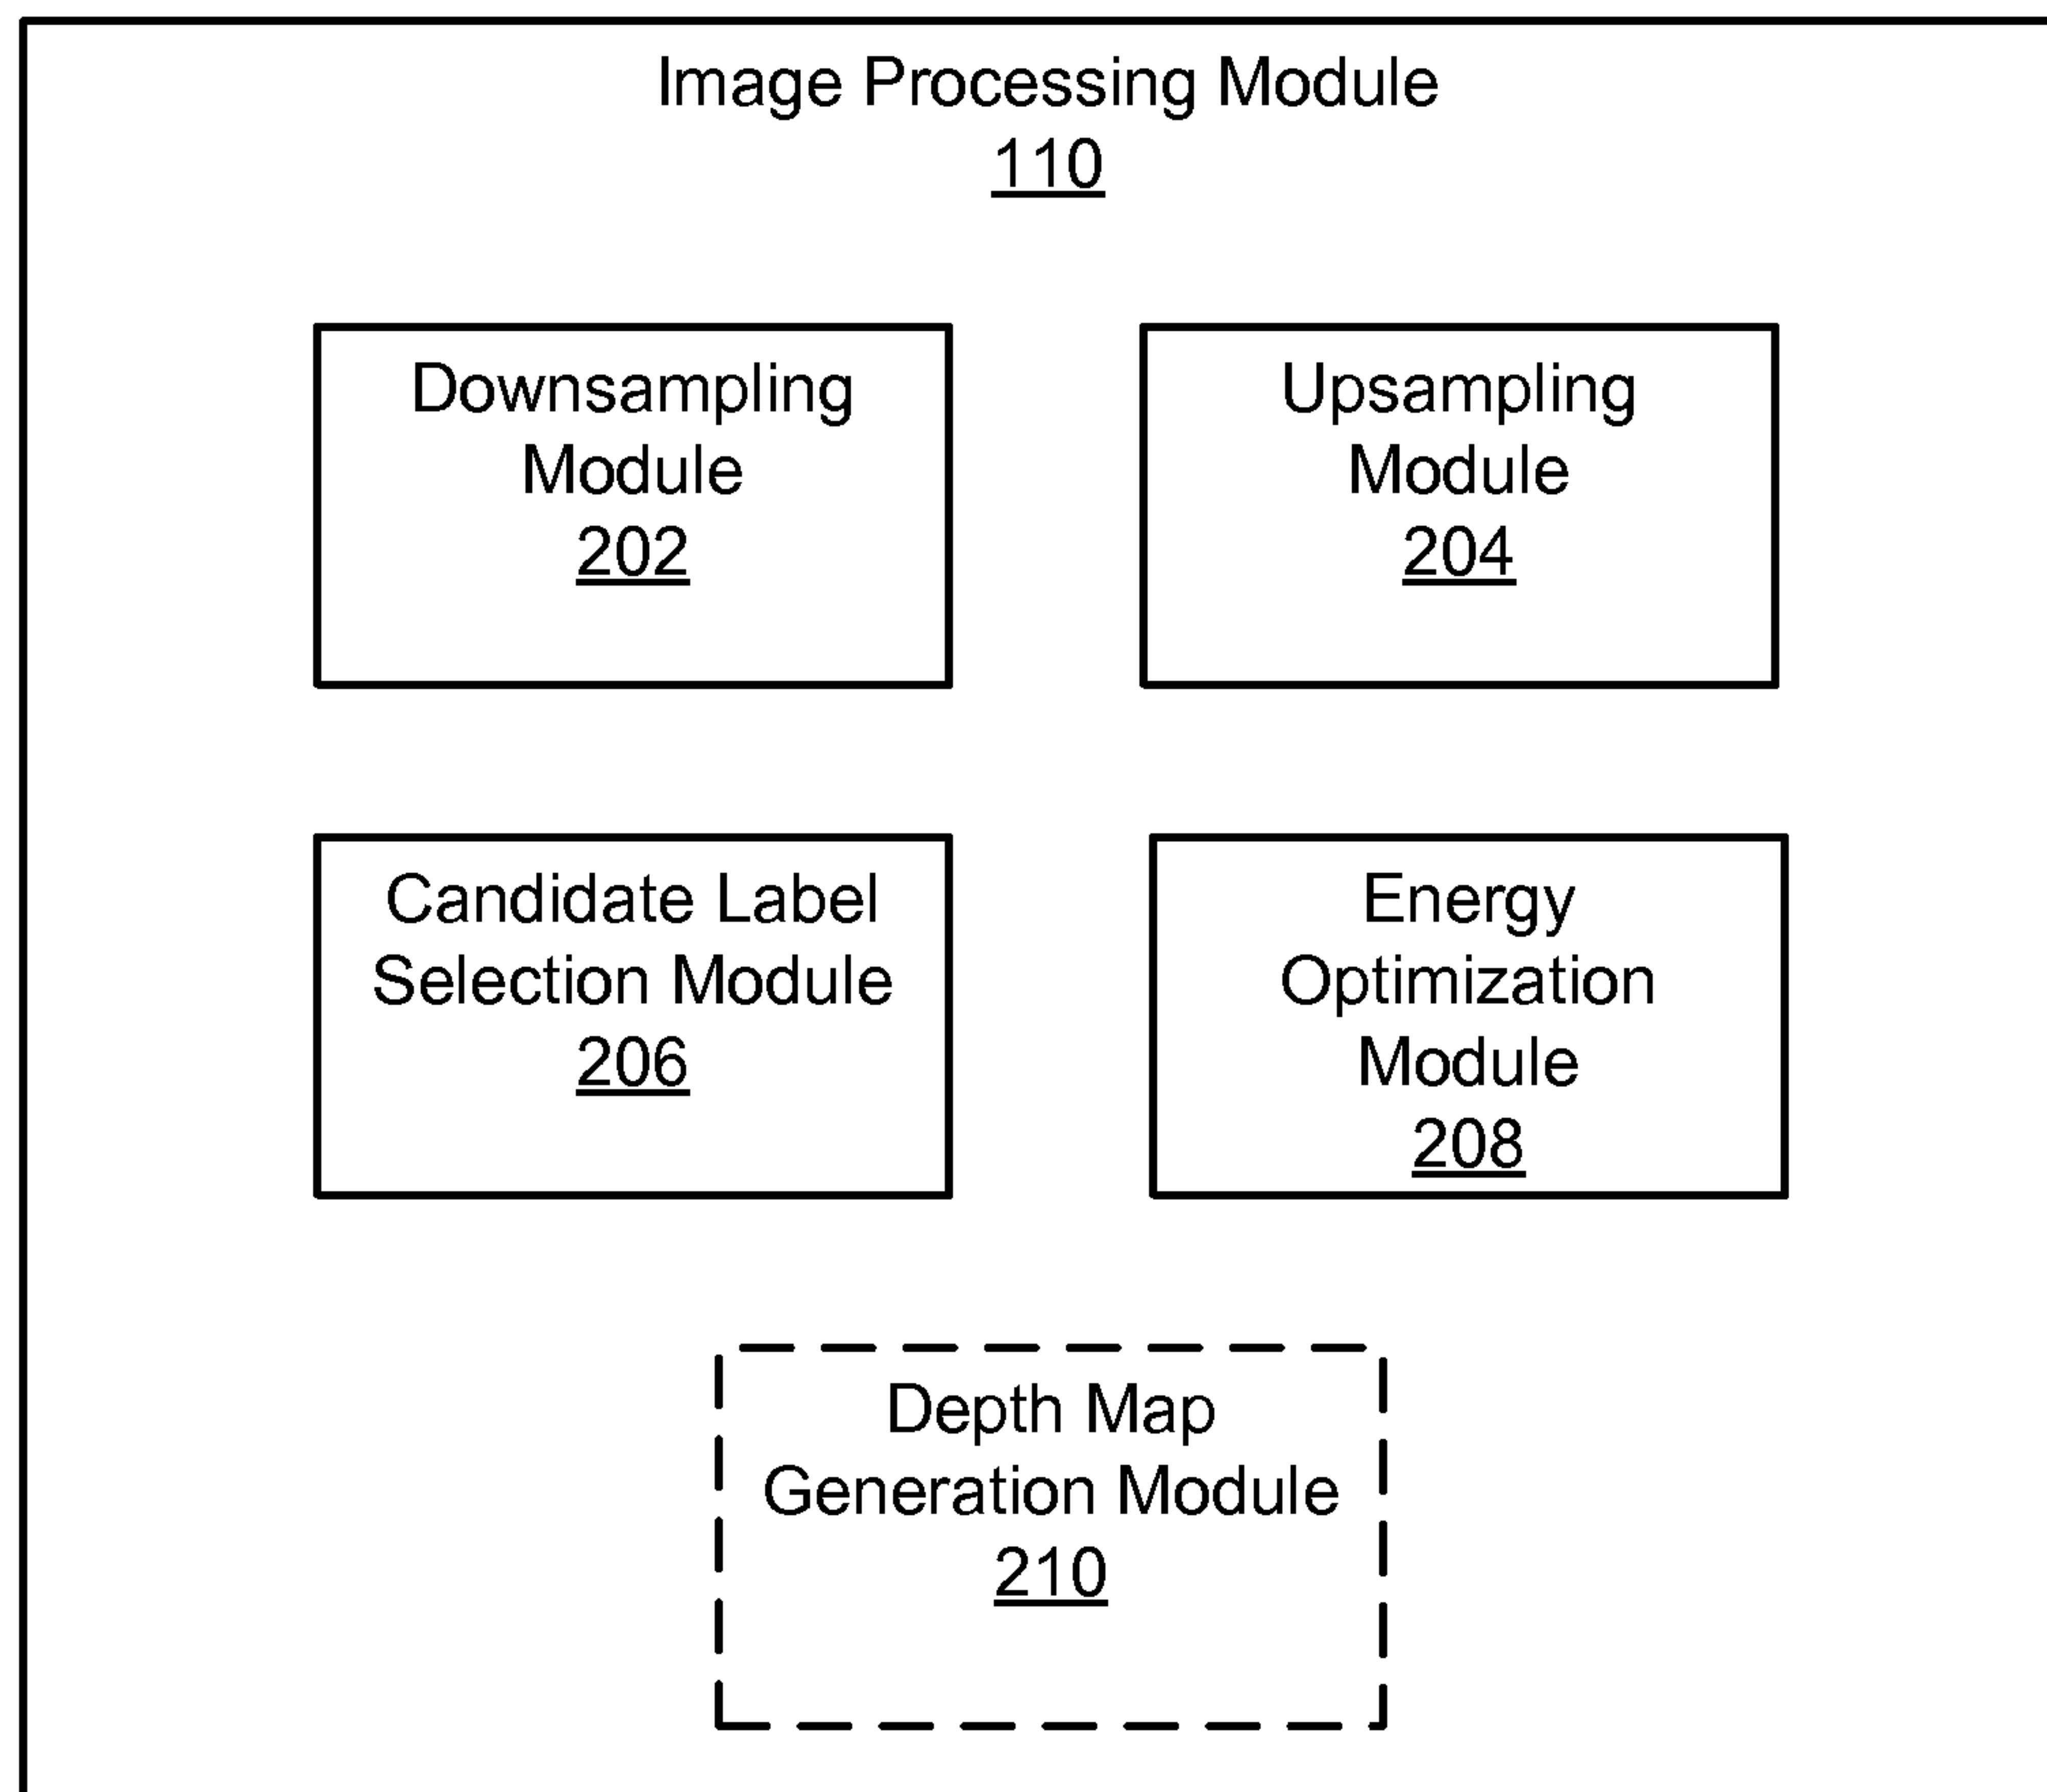 Image Processing Module
110
Downsampling
Module
202
Upsampling
Module
204
Candidate Label
Selection Module
206
Energy
Optimization
Module
208
Depth Map
Generation Module
210